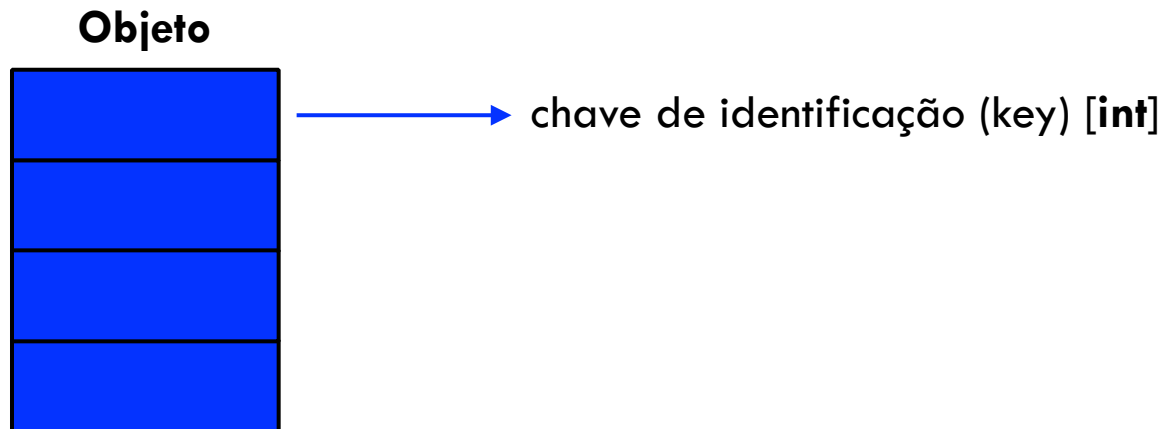 Objeto
chave de identificação (key) [int]